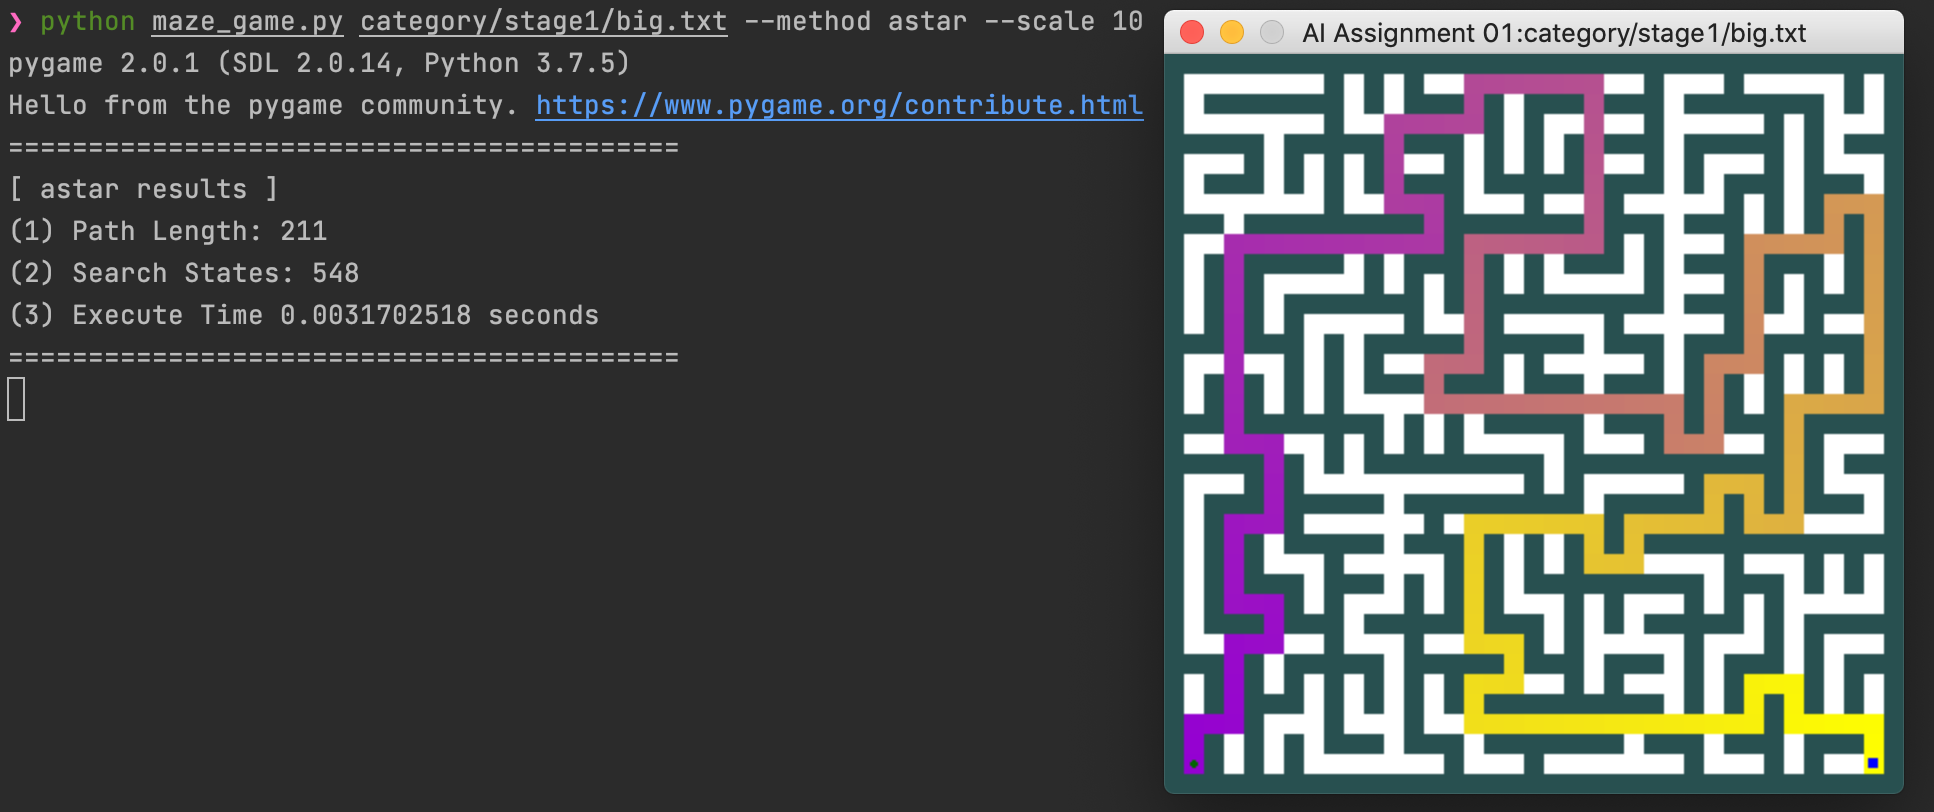 ❯ python maze_game.py category/stage1/big.txt --method astar --scale 10
pygame 2.0.1 (SDL 2.0.14, Python 3.7.5)
Hello from the pygame community. https://www.pygame.org/contribute.html
==========================================
[ astar results ]
(1) Path Length: 211
(2) Search States: 548
(3) Execute Time 0.0031702518 seconds
==========================================
AI Assignment 01:category/stage1/big.txt